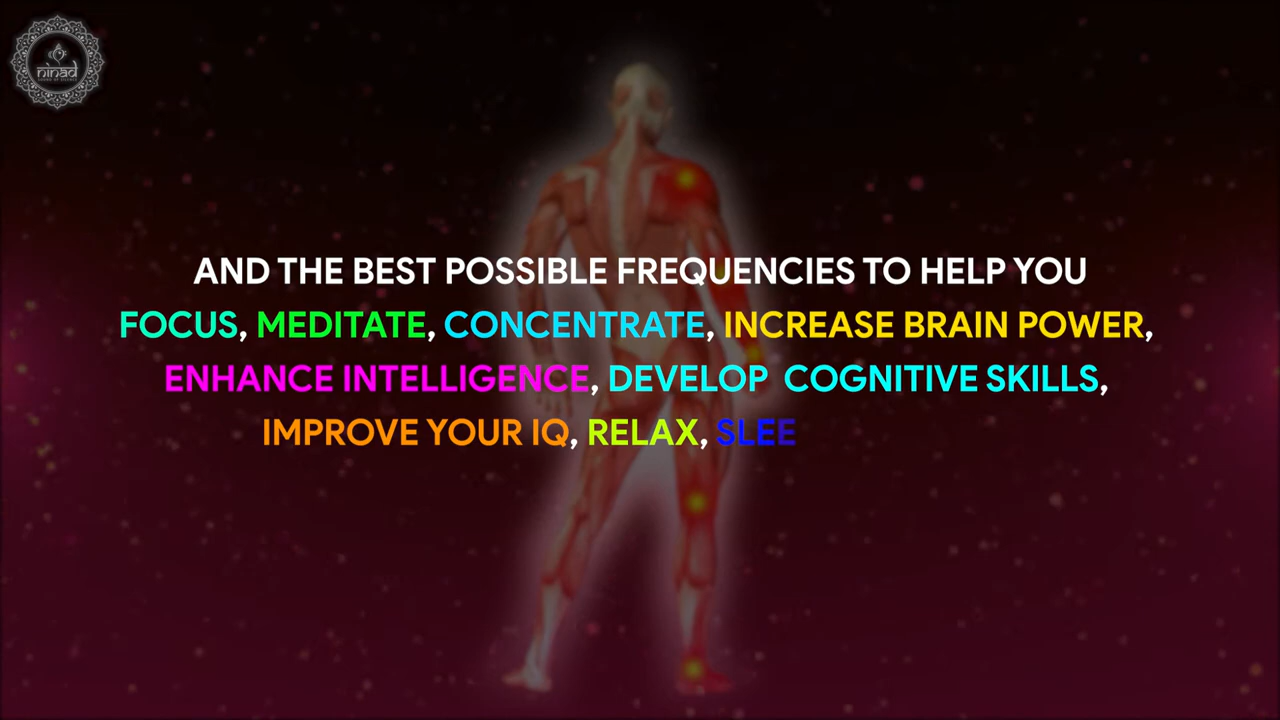 ninad
AND THE BEST POSSIBLE FREQUENCIES TO HELP YOU
FOCUS, MEDITATE, CONCENTRATE, INCREASE BRAIN POWER,
ENHANCE INTELLIGENCE, DEVELOP COGNITIVE SKILLS,
IMPROVE YOUR IQ, RELAX, SLEE